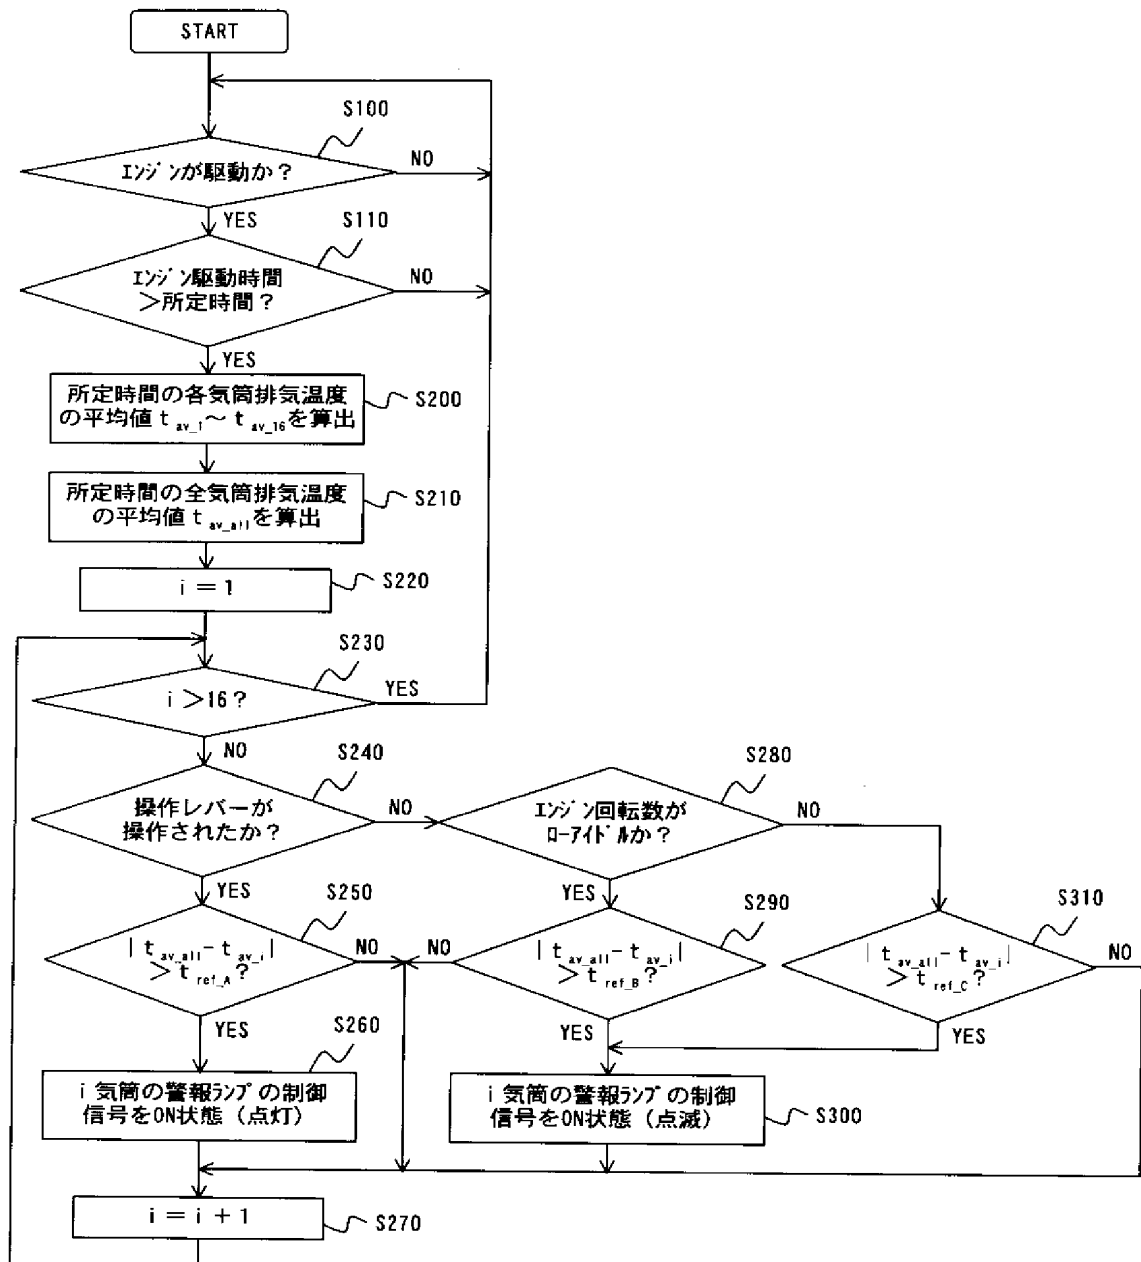 START
S100
エンジンが駆動か？
NO
YES
S110
エンジン駆動時間
＞所定時間？
NO
YES
所定時間の各気筒排気温度
の平均値 t av_1～ t av_16を算出
S200
所定時間の全気筒排気温度
の平均値 t av_allを算出
S210
i ＝ 1
S220
S230
i ＞16？
YES
NO
S240
操作レバーが
操作されたか？
NO
YES
S280
エンジン回転数が
ローアイドルか？
NO
YES
S250
| t av_all－ t av_i|
＞ t ref_A？
NO
YES
S290
| t av_all－ t av_i|
＞ t ref_B？
NO
YES
S310
| t av_all－ t av_i|
＞ t ref_C？
NO
YES
S260
i 気筒の警報ランプの制御
信号をON状態（点灯）
i 気筒の警報ランプの制御
信号をON状態（点滅）
S300
i ＝ i ＋ 1
S270